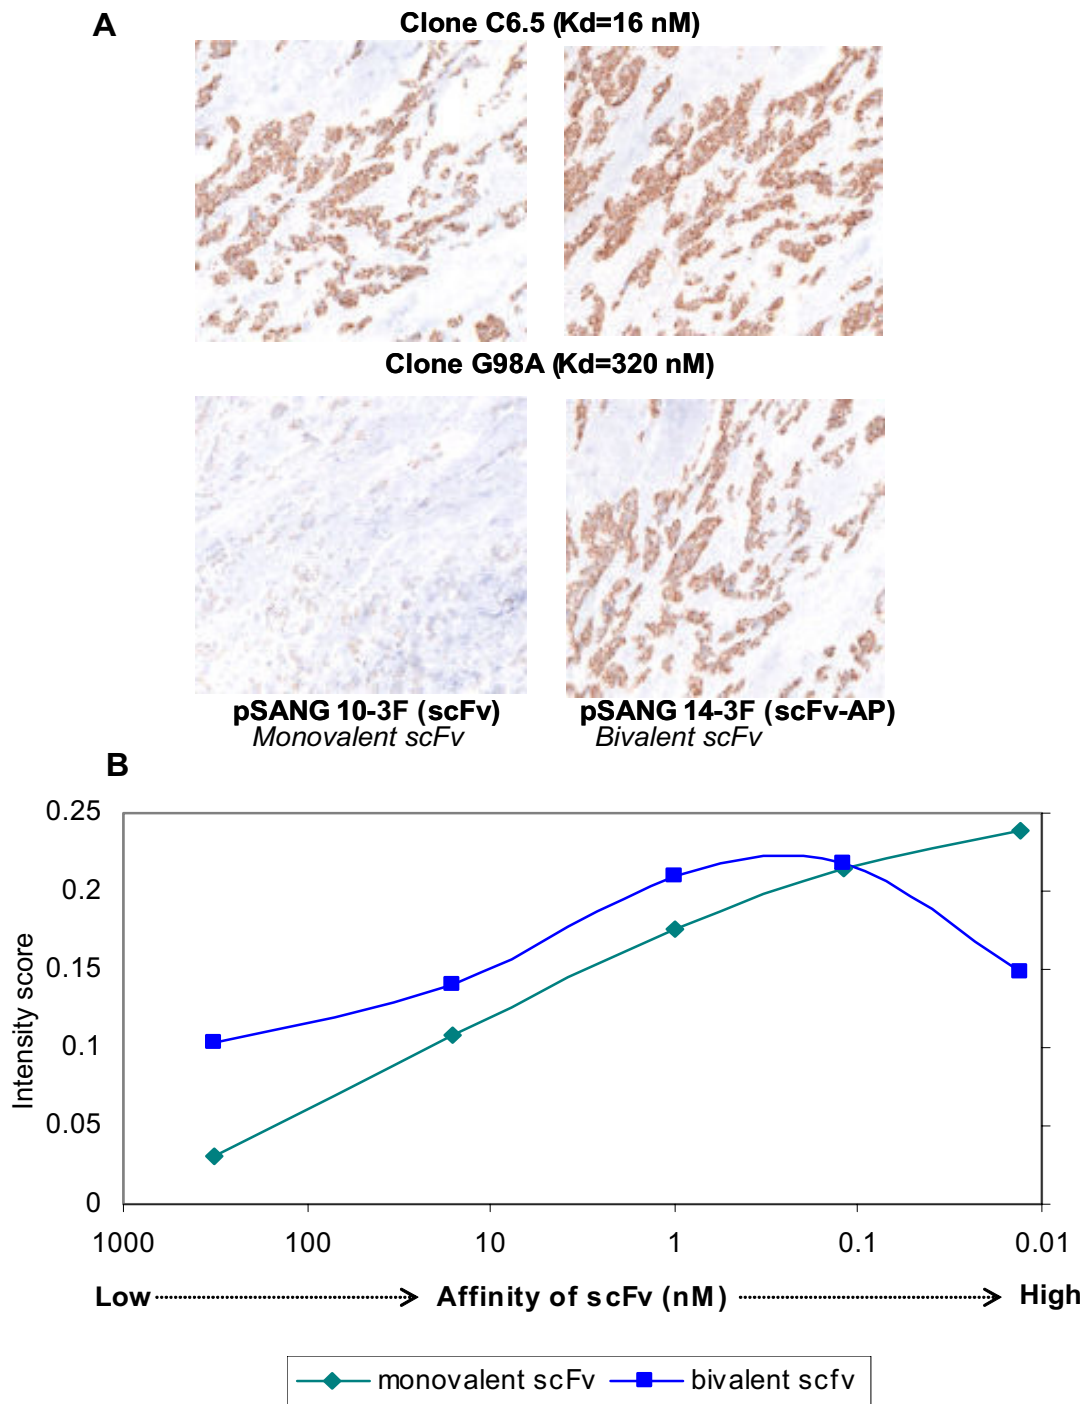 A
Clone C6.5 (Kd=16 nM)
Clone G98A (Kd=320 nM)
pSANG 10-3F (scFv)
Monovalent scFv
pSANG 14-3F (scFv-AP)
Bivalent scFv
B
Intensity score
0.25
0.2
0.15
0.1
0.05
0
1000
100
10
1
0.1
0.01
Low
Affinity of scFv (nM)
High
monovalent scFv
bivalent scfv